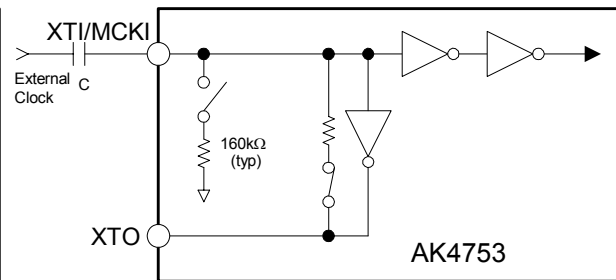 XTI/MCKI
External
Clock
C
160kΩ
(typ)
XTO
AK4753